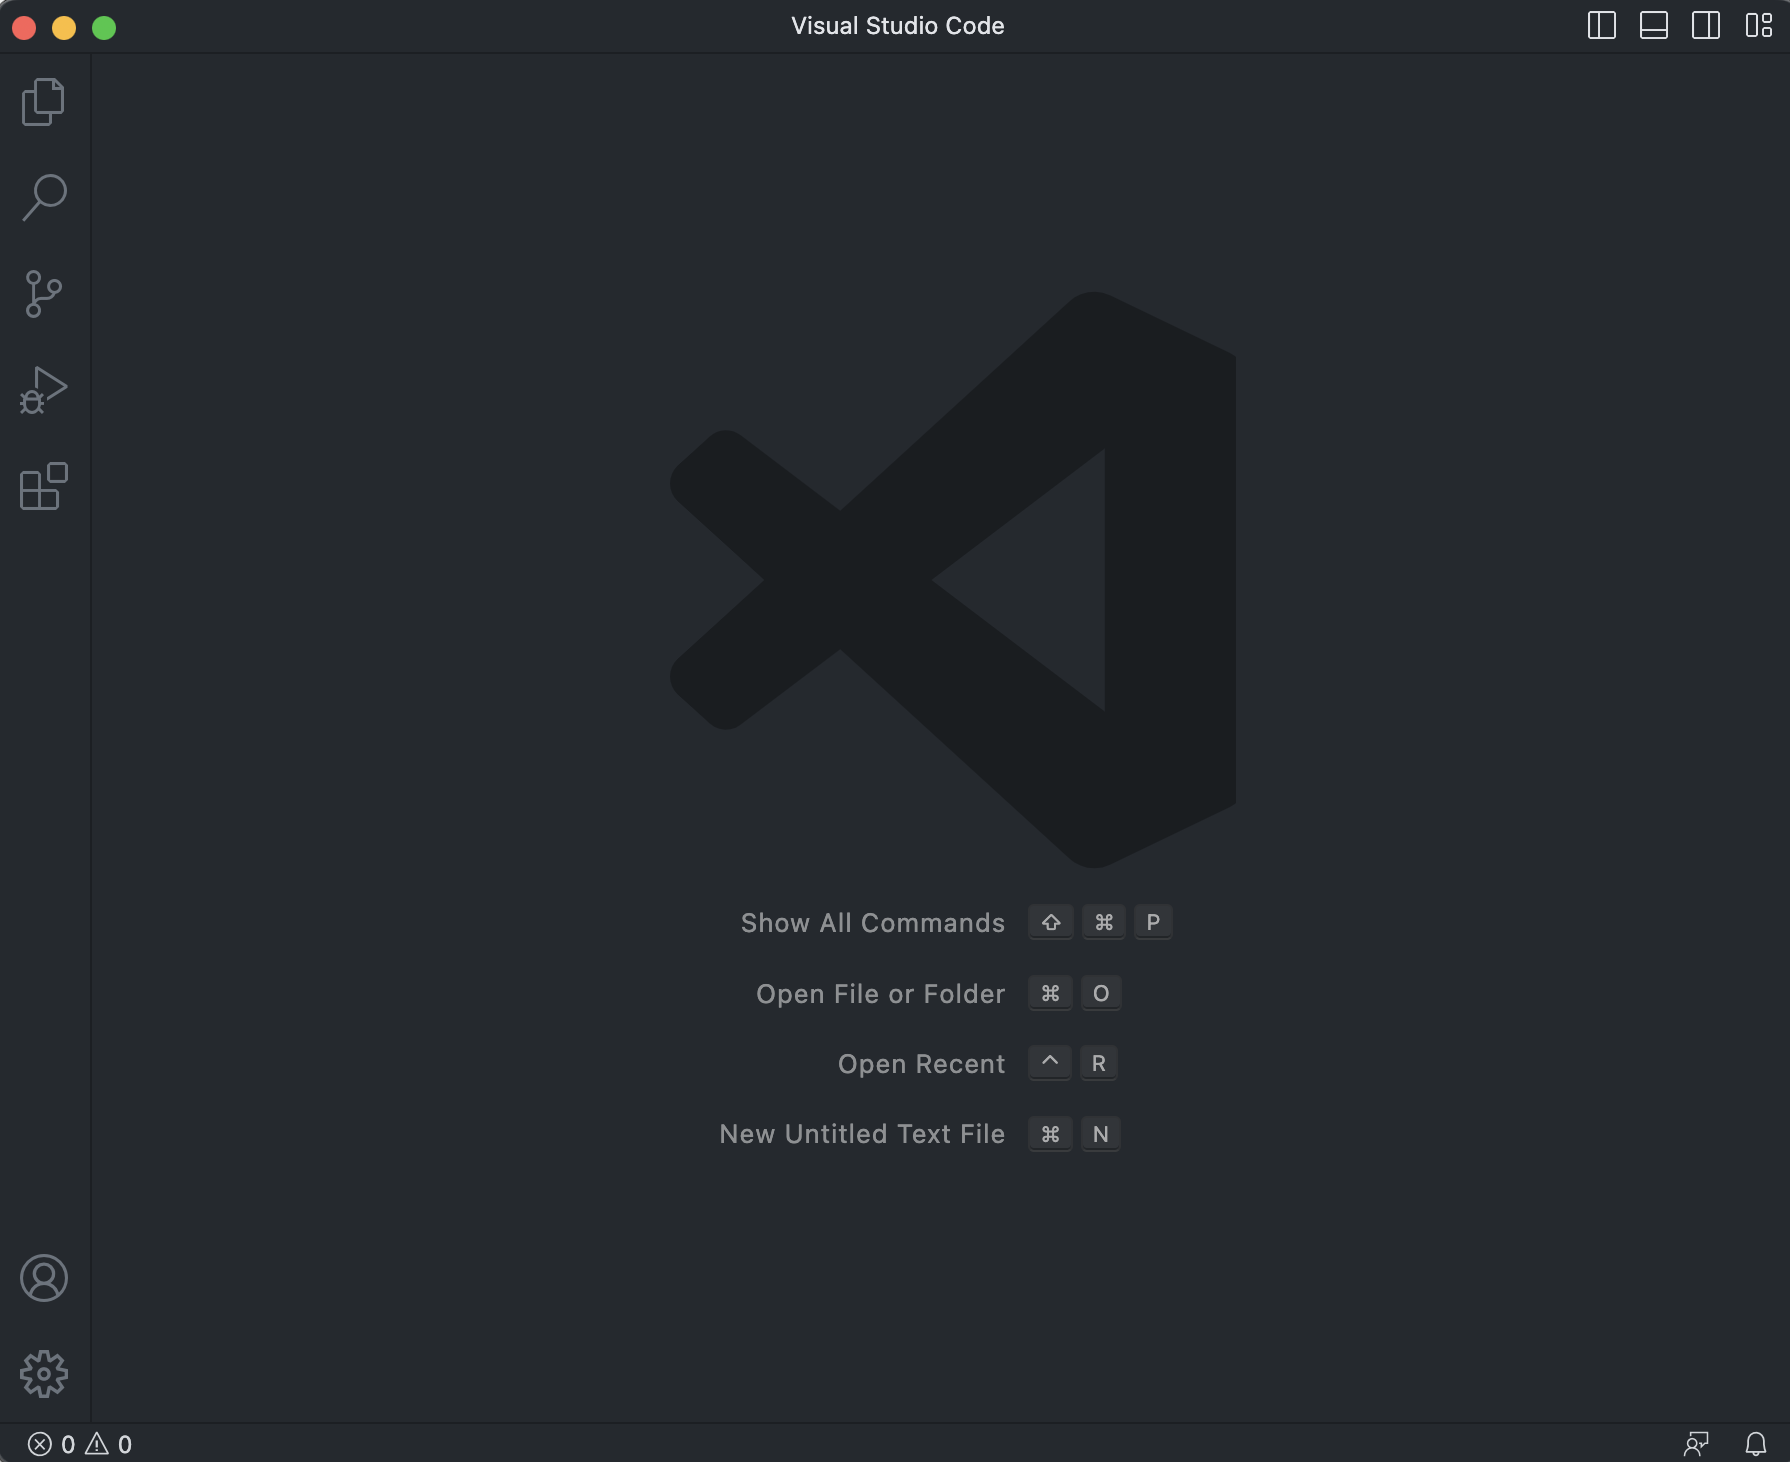 Visual Studio Code
Show All Commands ⇧ ⌘ P
Open File or Folder ⌘ O
Open Recent ^ R
New Untitled Text File ⌘ N
0 0